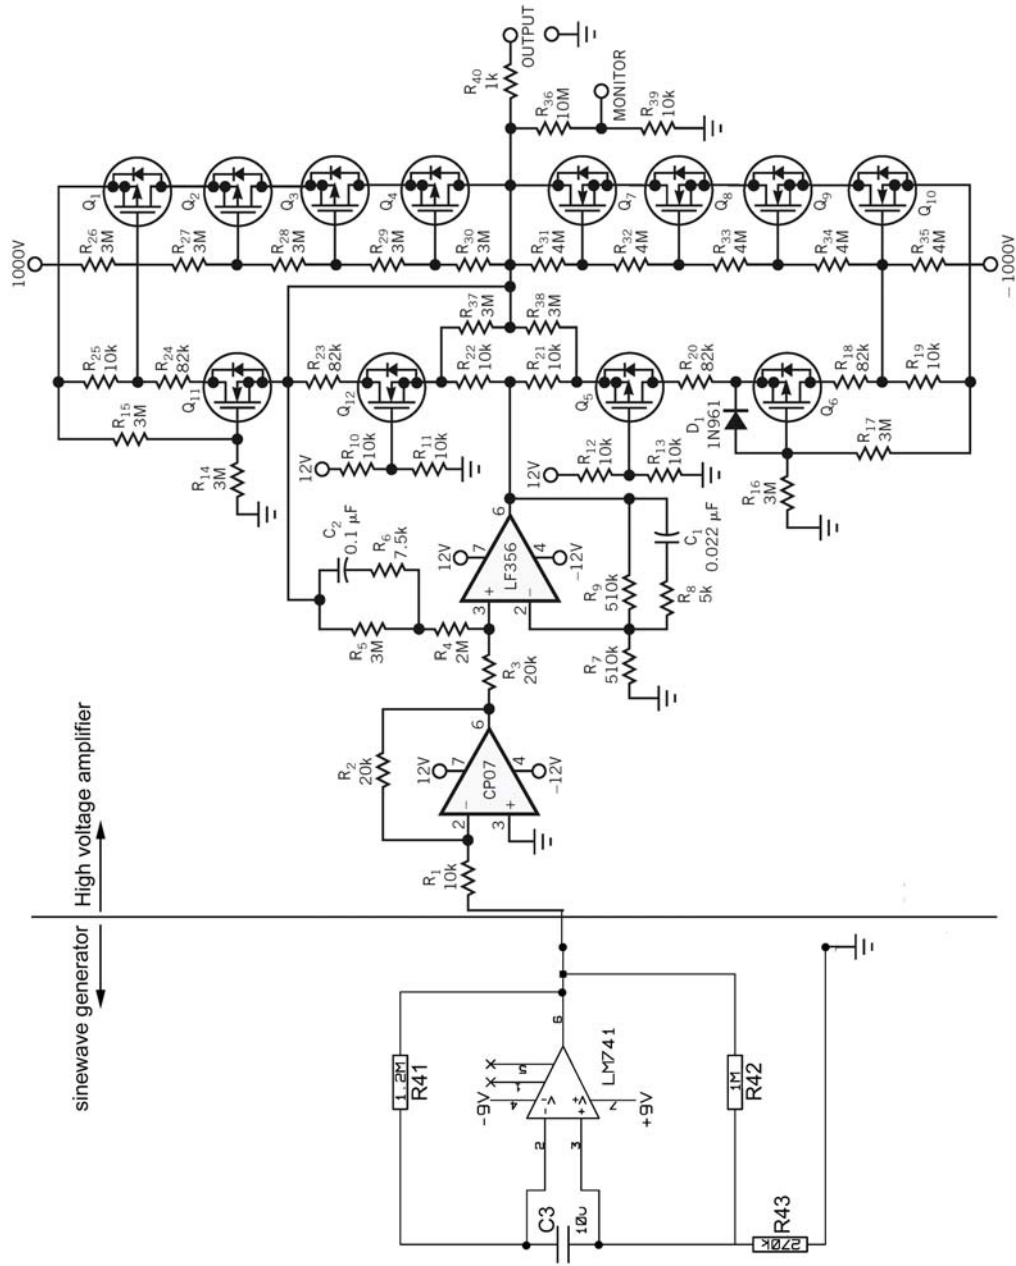 1000V
R26
3M
R27
3M
R28
3M
R29
3M
R30
3M
R31
4M
R32
4M
R33
4M
R34
4M
R35
4M
−1000V
Q1
Q2
Q3
Q4
Q7
Q8
Q9
Q10
R40
1k
OUTPUT
R36
10M
MONITOR
R39
10k
R25
10k
R24
82k
Q11
R15
3M
R14
3M
R23
82k
Q12
R37
3M
R22
10k
R38
3M
R21
10k
12V
R10
10k
R11
10k
Q5
12V
R12
10k
R13
10k
R20
82k
D1
1N961
Q6
R18
82k
R19
10k
R17
3M
R16
3M
C2
0.1 µF
R6
7.5k
R5
3M
R4
2M
R3
20k
12V
7
6
LF356
3
+
2
−
4
−12V
R9
510k
C1
0.022 µF
R8
5k
R7
510k
R2
20k
12V
7
6
CP07
2
−
3
+
4
−12V
R1
10k
High voltage amplifier
sinewave generator
1.2M
R41
6
5
1
-9V
4
LM741
V-
V+
-
+
2
3
7
+9V
1M
R42
C3
10u
R43
270k